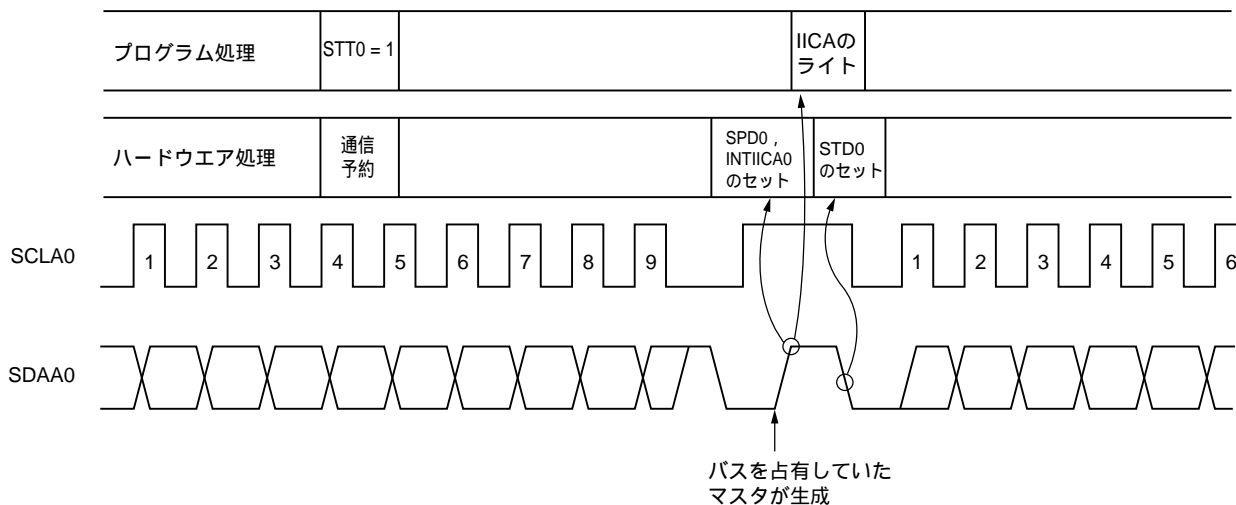 プログラム処理
STT0 = 1
IICAの
ライト
ハードウエア処理
通信
予約
SPD0 ,
INTIICA0
のセット
STD0
のセット
SCLA0
1 2 3 4 5 6 7 8 9 1 2 3 4 5 6
SDAA0
バスを占有していた
マスタが生成